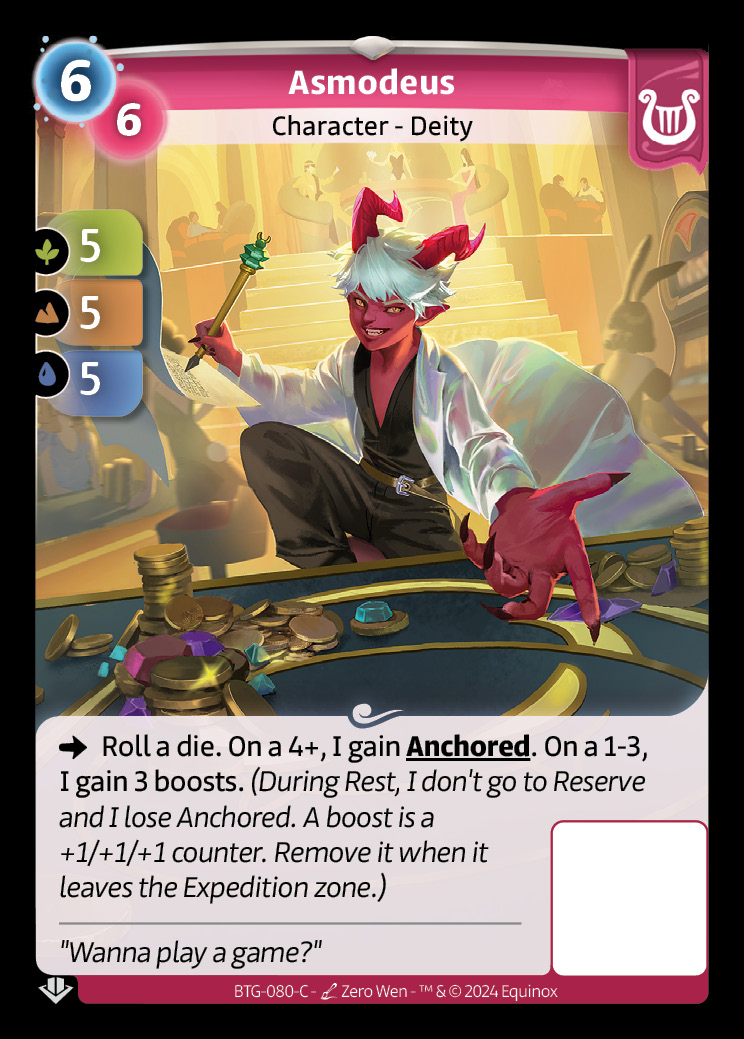 6
Asmodeus
6
Character - Deity
5
5
5
Roll a die. On a 4+, I gain Anchored. On a 1-3,
I gain 3 boosts. (During Rest, I don't go to Reserve
and I lose Anchored. A boost is a
+1/+1/+1 counter. Remove it when it
leaves the Expedition zone.)
"Wanna play a game?"
BTG-080-C - Zero Wen - ™ & © 2024 Equinox